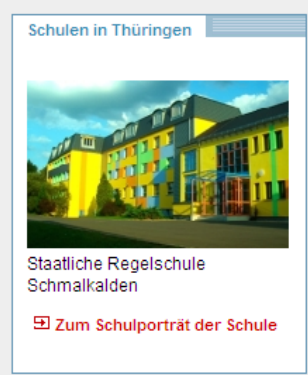 Schulen in Thüringen
Staatliche Regelschule
Schmalkalden
Zum Schulporträt der Schule